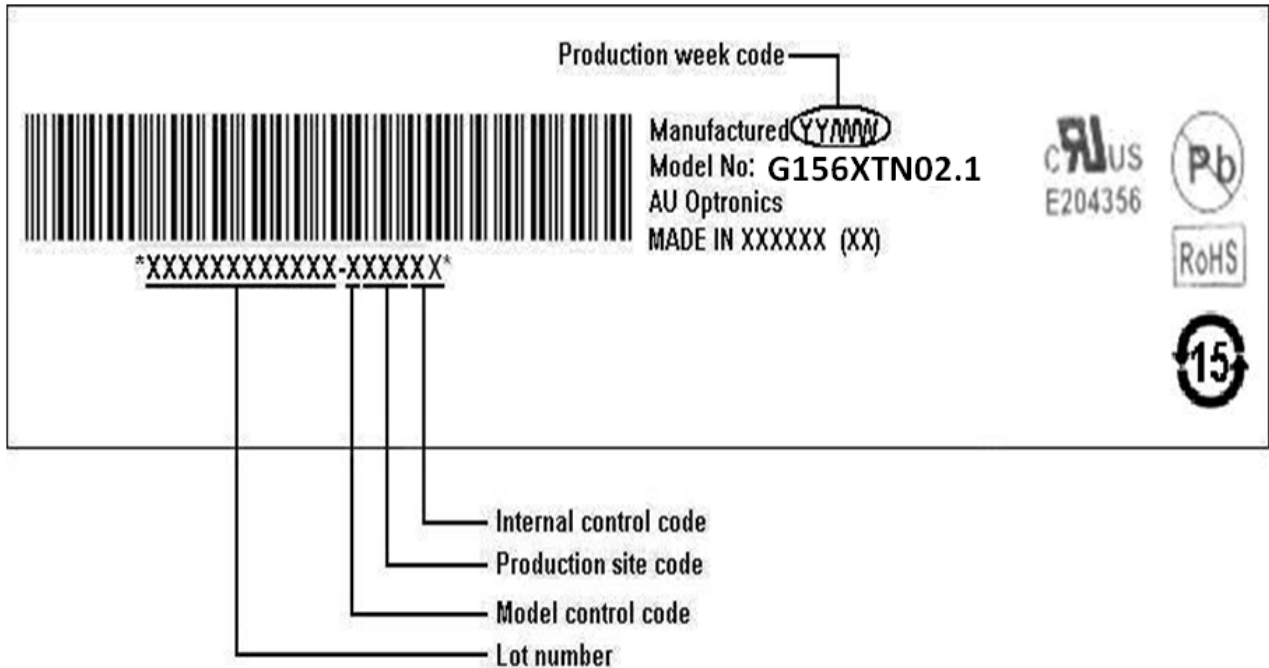 Production week code
Manufactured YY/WW
Model No: G156XTN02.1
AU Optronics
MADE IN XXXXXX (XX)
*XXXXXXXXXXXX-XXXXXX*
C RU US
E204356
Pb
RoHS
15
Internal control code
Production site code
Model control code
Lot number